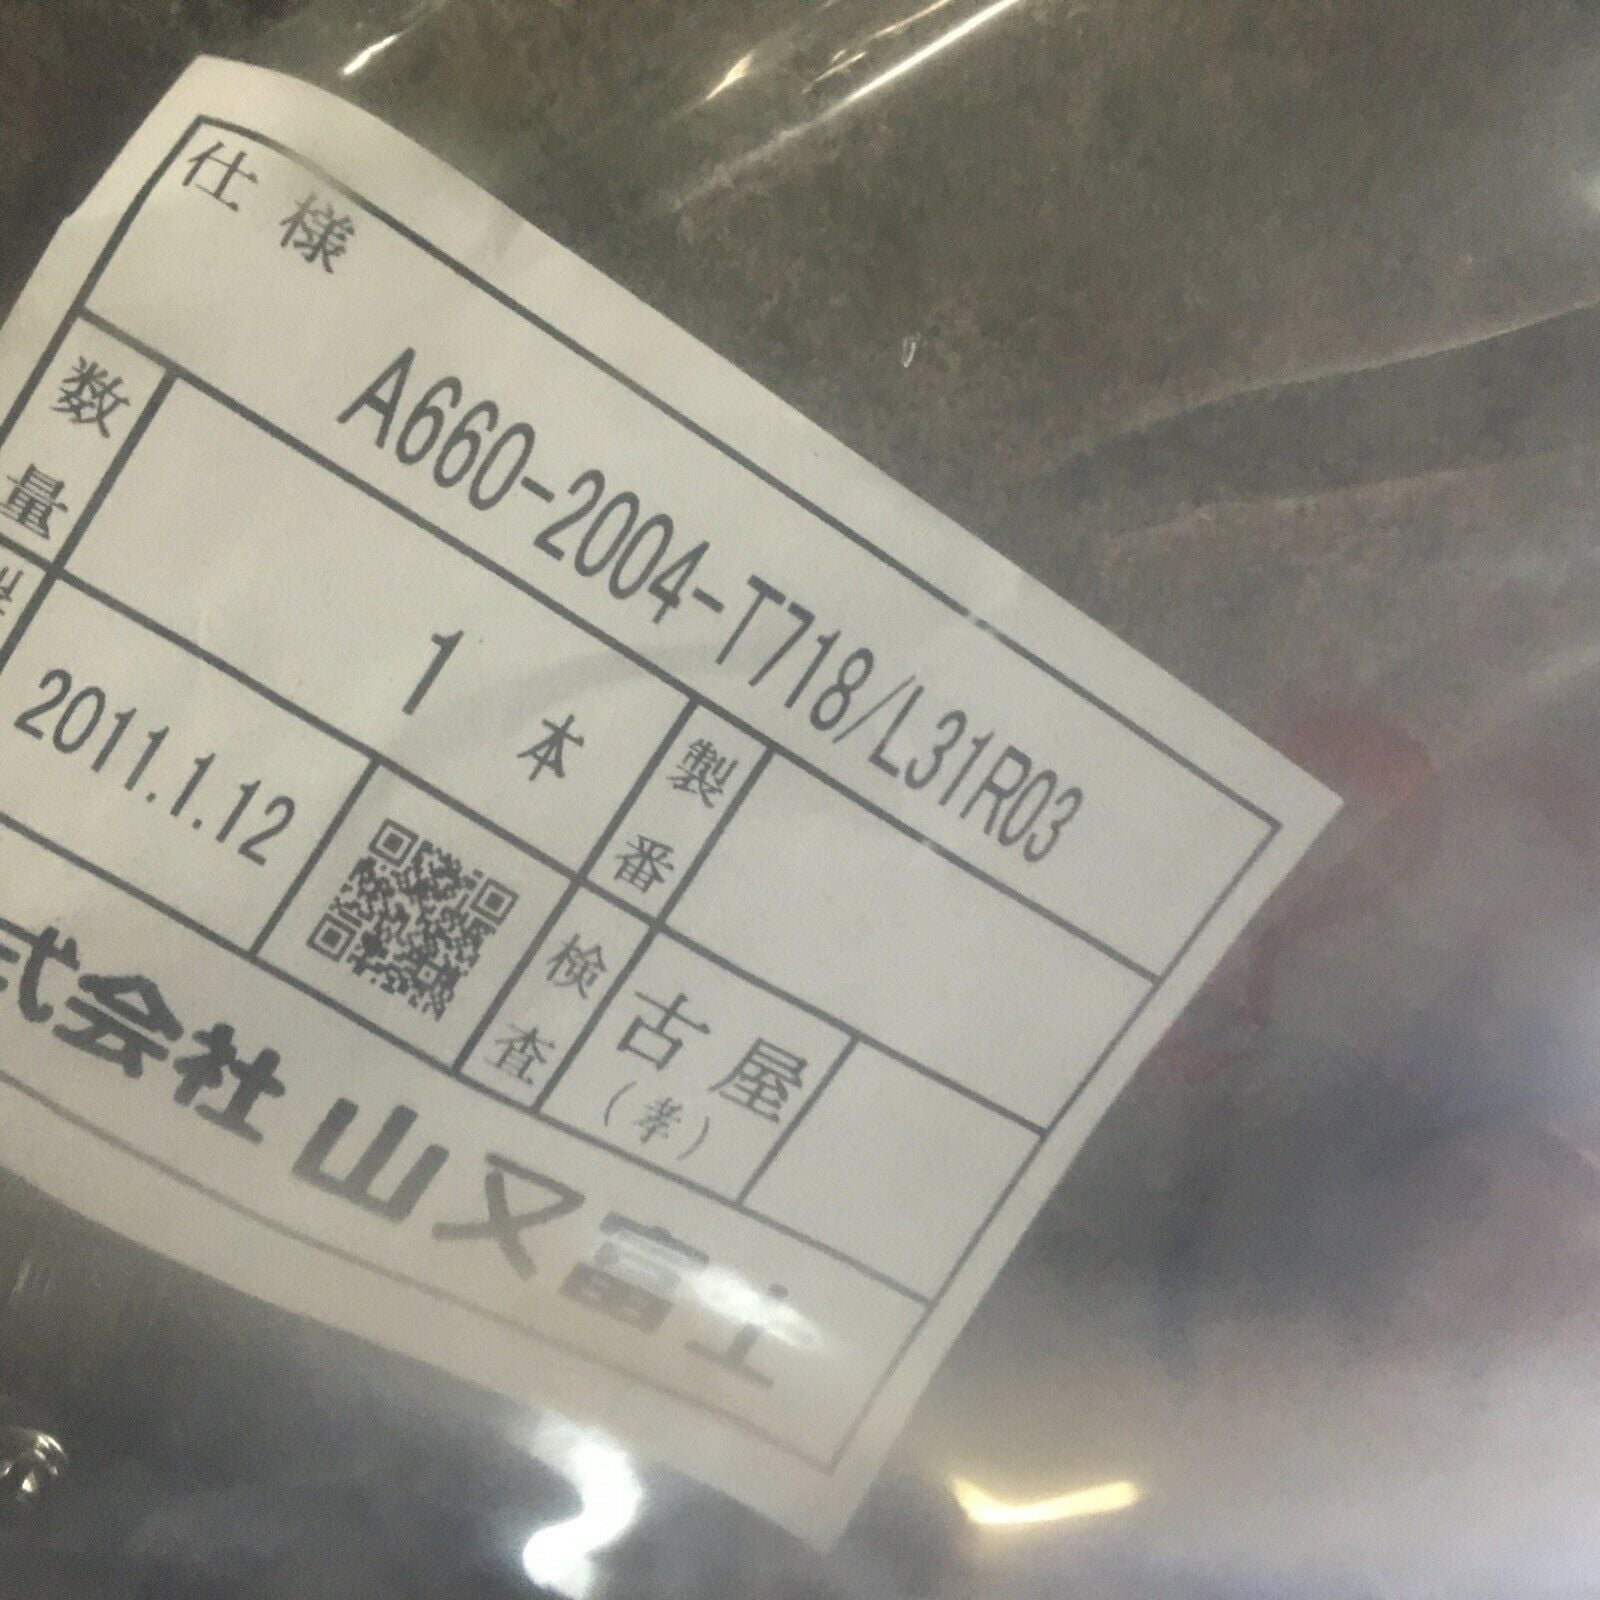 仕様
A660-2004-T718/L31R03
数量
1 本
製番
2011.1.12
検査
古屋
(孝)
式会社 山又富士